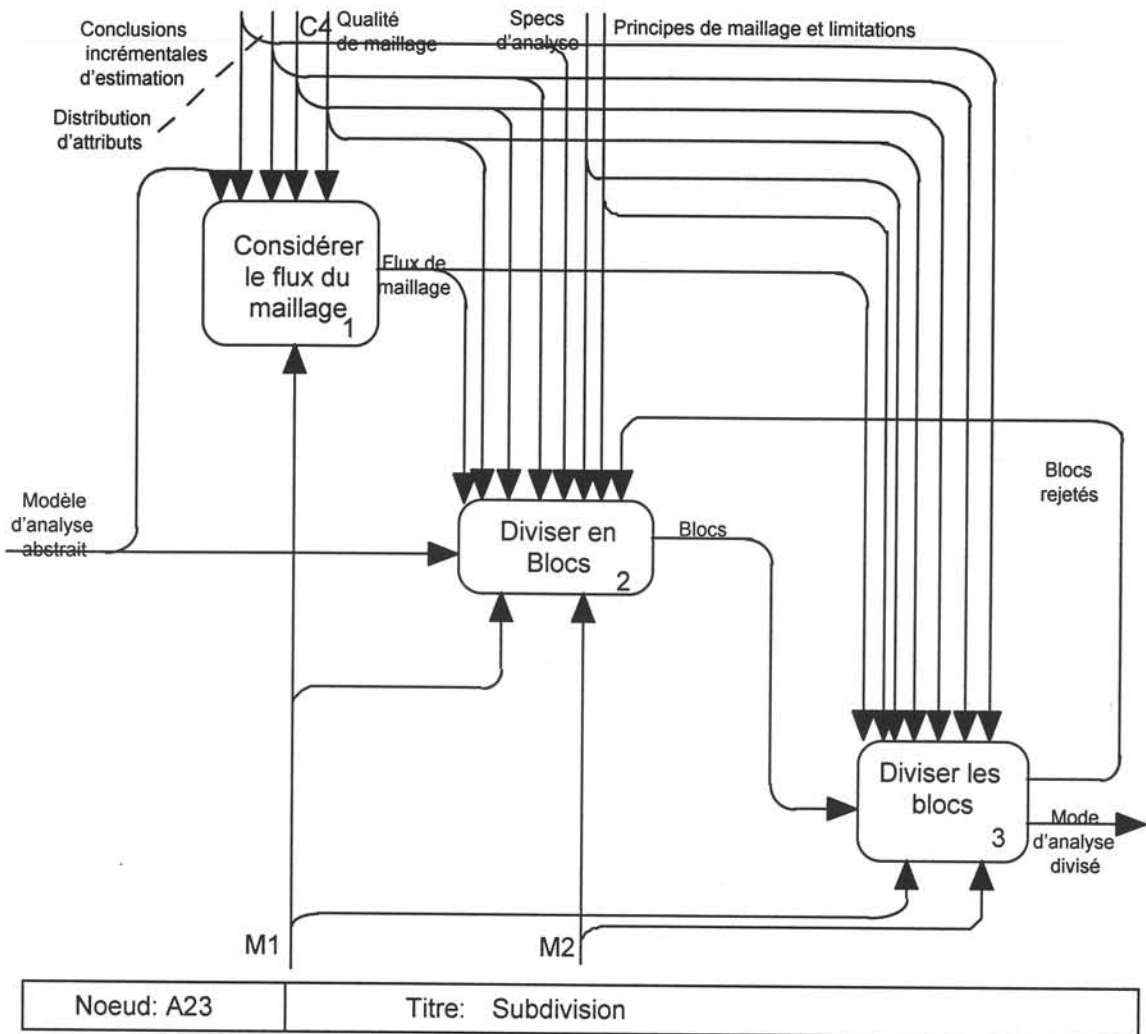 Conclusions
incrémentales
d'estimation
C4
Qualité
de maillage
Specs
d'analyse
Principes de maillage et limitations
Distribution
d'attributs
Considérer
le flux du
maillage
1
Flux de
maillage
Modèle
d'analyse
abstrait
Diviser en
Blocs
2
Blocs
Blocs
rejetés
Diviser les
blocs
3
Mode
d'analyse
divisé
M1
M2
Noeud: A23
Titre: Subdivision